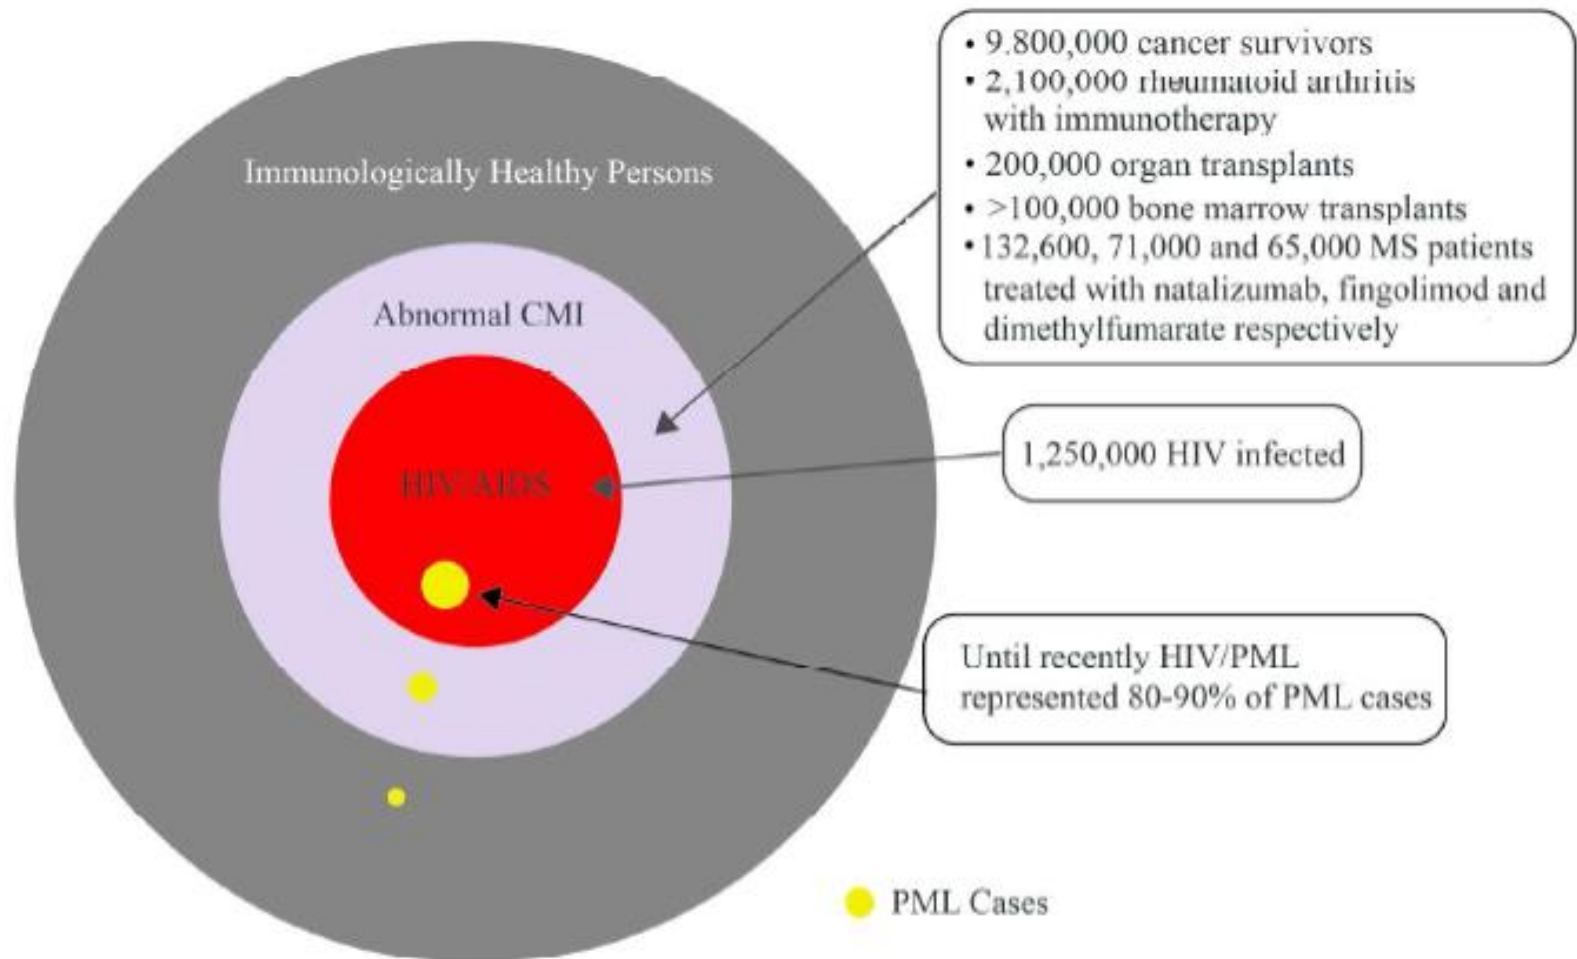 Immunologically Healthy Persons
Abnormal CMI
HIV/AIDS
• 9.800,000 cancer survivors
• 2,100,000 rheumatoid arthritis
with immunotherapy
• 200,000 organ transplants
• >100,000 bone marrow transplants
• 132,600, 71,000 and 65,000 MS patients
treated with natalizumab, fingolimod and
dimethylfumarate respectively
1,250,000 HIV infected
Until recently HIV/PML
represented 80-90% of PML cases
PML Cases